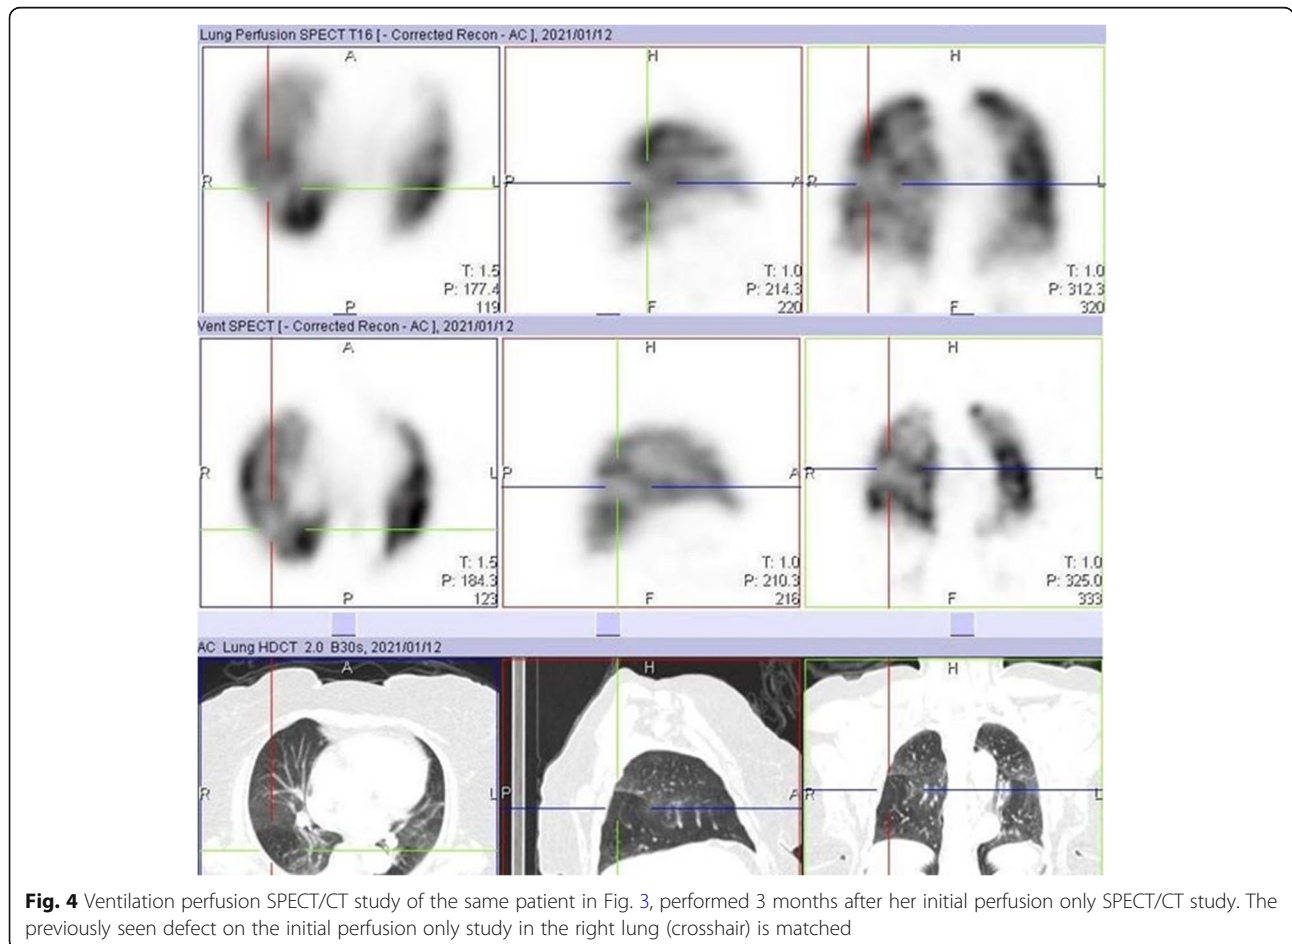 Lung Perfusion SPECT T16 [ - Corrected Recon - AC ], 2021/01/12
A H H
R L P A R L
T: 1.5 T: 1.0 T: 1.0
P: 177.4 P: 214.3 P: 312.3
119 220 320
P F F
Vent SPECT [ - Corrected Recon - AC ], 2021/01/12
A H H
R L P A R L
T: 1.5 T: 1.0 T: 1.0
P: 184.3 P: 210.3 P: 325.0
123 216 333
P F F
AC Lung HDCT 2.0 B30s, 2021/01/12
A H H
R L P A R L
Fig. 4 Ventilation perfusion SPECT/CT study of the same patient in Fig. 3, performed 3 months after her initial perfusion only SPECT/CT study. The
previously seen defect on the initial perfusion only study in the right lung (crosshair) is matched